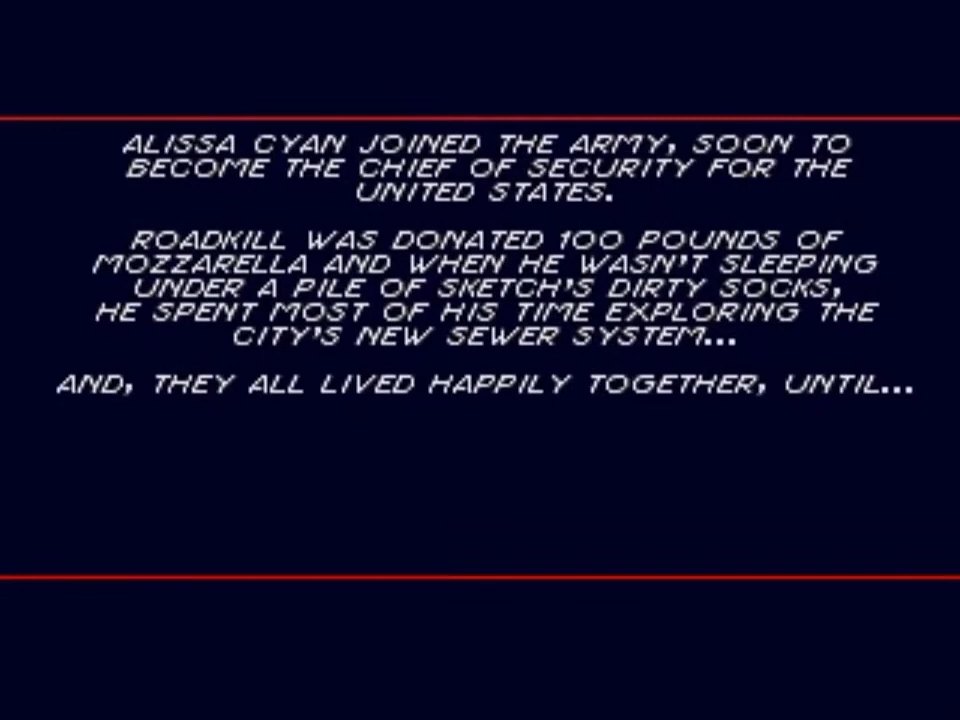 ALISSA CYAN JOINED THE ARMY, SOON TO
BECOME THE CHIEF OF SECURITY FOR THE
UNITED STATES.
ROADKILL WAS DONATED 100 POUNDS OF
MOZZARELLA AND WHEN HE WASN'T SLEEPING
UNDER A PILE OF SKETCH'S DIRTY SOCKS,
HE SPENT MOST OF HIS TIME EXPLORING THE
CITY'S NEW SEWER SYSTEM...
AND, THEY ALL LIVED HAPPILY TOGETHER, UNTIL...